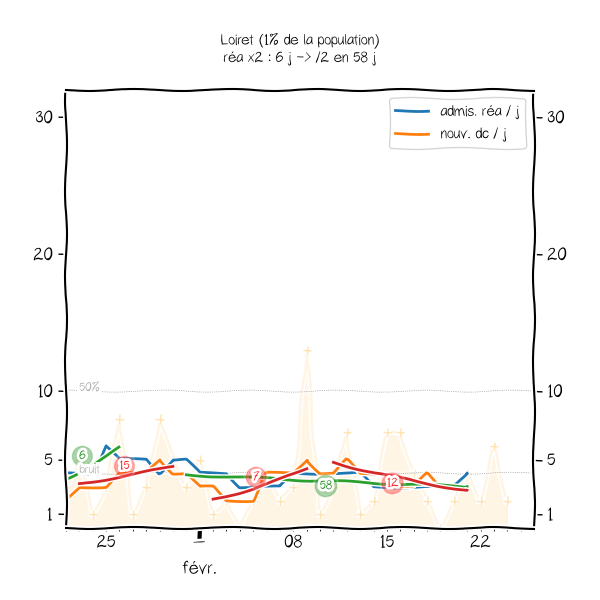 Loiret (1% de la population)
réa x2 : 6 j -> /2 en 58 j
admis. réa / j
nouv. dc / j
30 30
20 20
50%
10 10
6
15
bruit
7
58
12
5 5
1 1
25 1 08 15 22
févr.